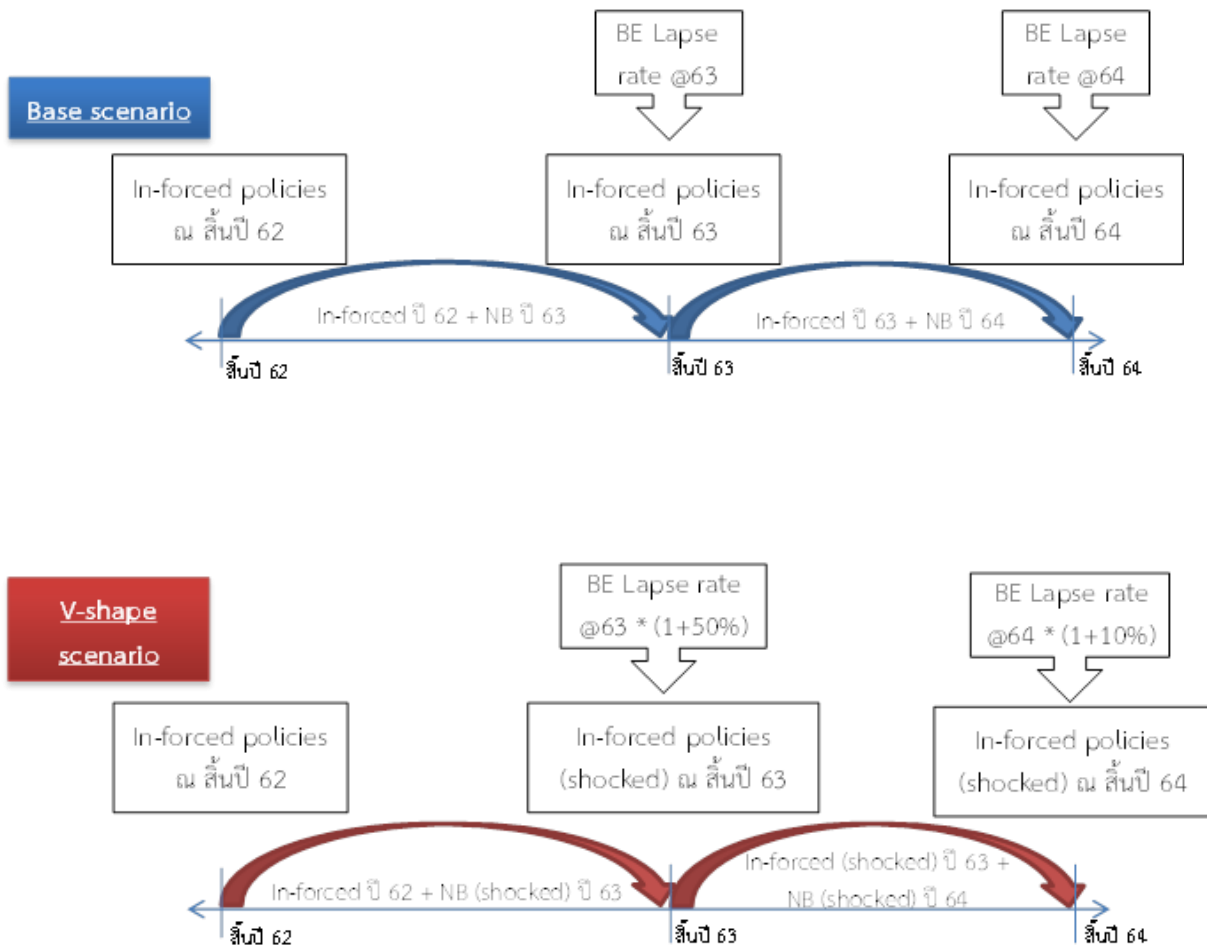 BE Lapse
rate @63
BE Lapse
rate @64
Base scenario
In-forced policies
ณ สิ้นปี 62
In-forced policies
ณ สิ้นปี 63
In-forced policies
ณ สิ้นปี 64
In-forced ปี 62 + NB ปี 63
In-forced ปี 63 + NB ปี 64
สิ้นปี 62
สิ้นปี 63
สิ้นปี 64
V-shape
scenario
BE Lapse rate
@63 * (1+50%)
BE Lapse rate
@64 * (1+10%)
In-forced policies
ณ สิ้นปี 62
In-forced policies
(shocked) ณ สิ้นปี 63
In-forced policies
(shocked) ณ สิ้นปี 64
In-forced ปี 62 + NB (shocked) ปี 63
In-forced (shocked) ปี 63 +
NB (shocked) ปี 64
สิ้นปี 62
สิ้นปี 63
สิ้นปี 64